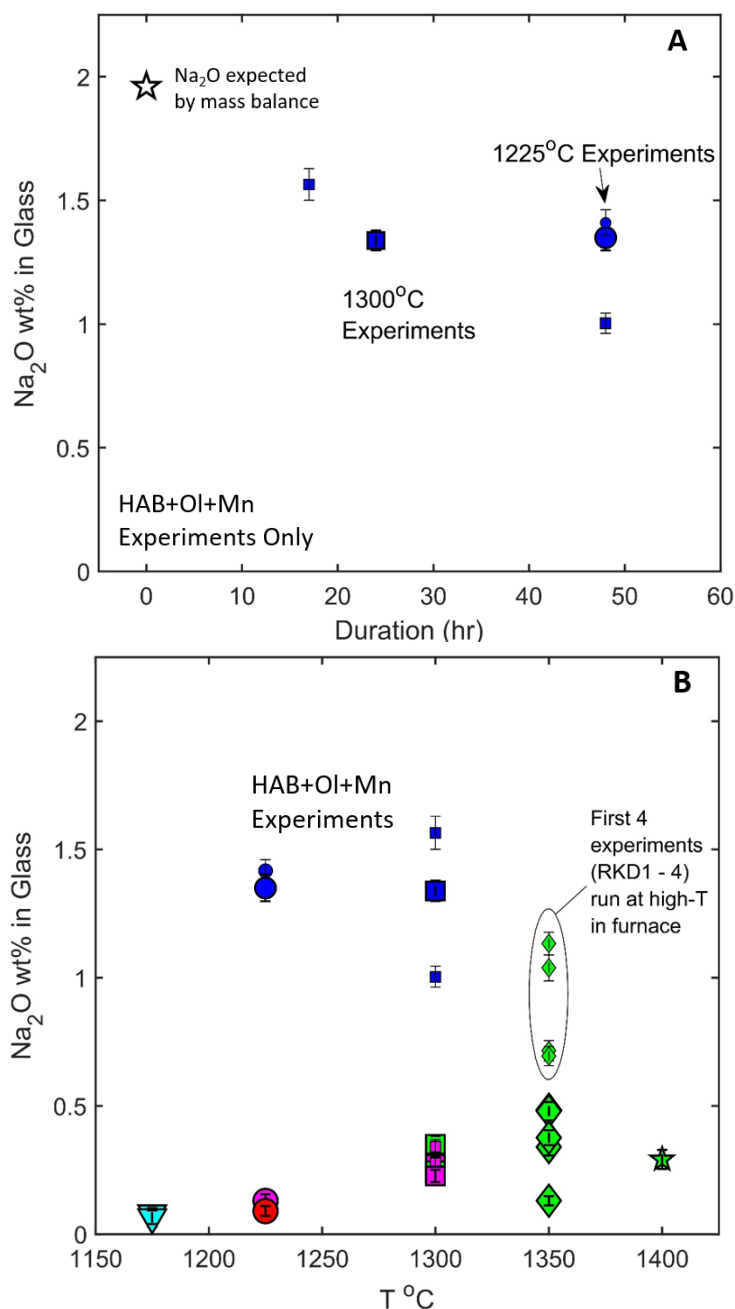 A
Na₂O expected
by mass balance
1225°C Experiments
1300°C
Experiments
HAB+Ol+Mn
Experiments Only
Na₂O wt% in Glass
2
1.5
1
0.5
0
0 10 20 30 40 50 60
Duration (hr)
B
HAB+Ol+Mn
Experiments
First 4
experiments
(RKD1 - 4)
run at high-T
in furnace
Na₂O wt% in Glass
2
1.5
1
0.5
0
1150 1200 1250 1300 1350 1400
T °C